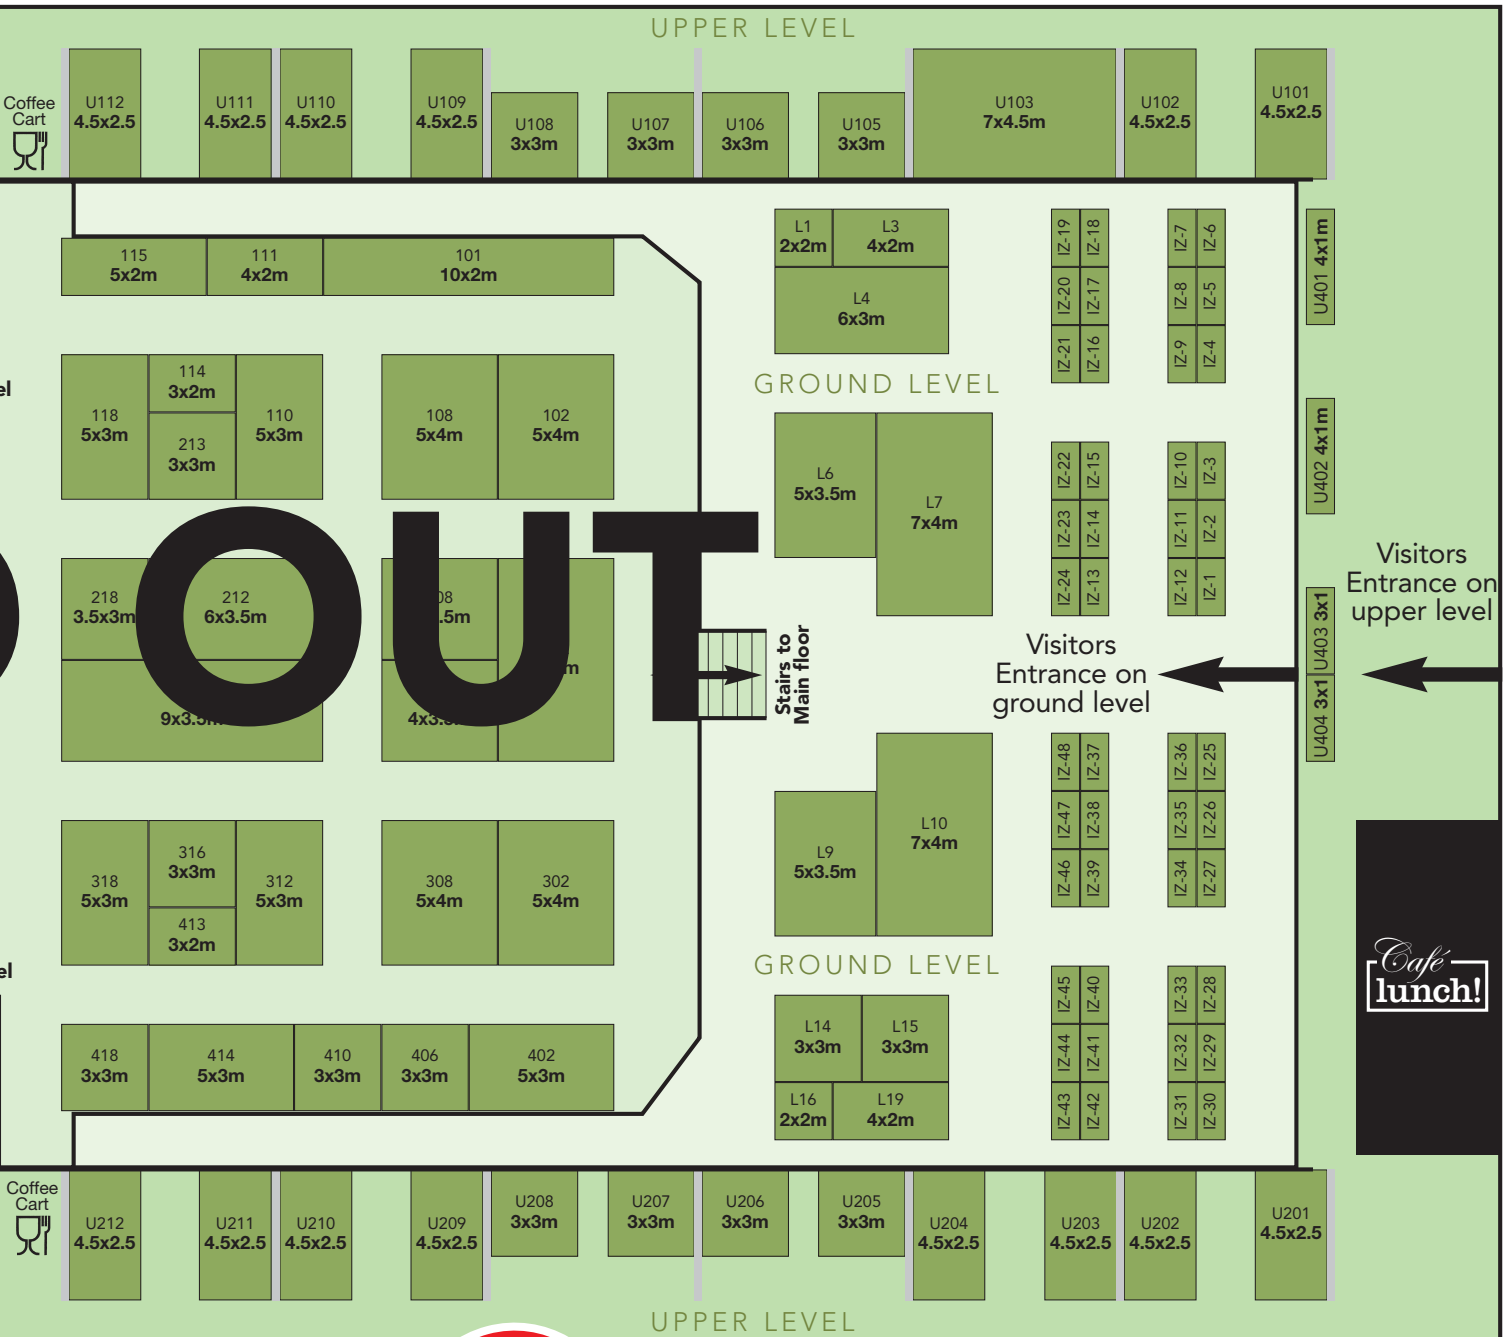 UPPER LEVEL
Coffee
Cart
U112
4.5x2.5
U111
4.5x2.5
U110
4.5x2.5
U109
4.5x2.5
U108
3x3m
U107
3x3m
U106
3x3m
U105
3x3m
U103
7x4.5m
U102
4.5x2.5
U101
4.5x2.5
115
5x2m
111
4x2m
101
10x2m
L1
2x2m
L3
4x2m
L4
6x3m
IZ-19
IZ-18
IZ-20
IZ-17
IZ-21
IZ-16
IZ-7
IZ-6
IZ-8
IZ-5
IZ-9
IZ-4
U401 4x1m
GROUND LEVEL
el
118
5x3m
114
3x2m
213
3x3m
110
5x3m
108
5x4m
102
5x4m
L6
5x3.5m
L7
7x4m
IZ-22
IZ-15
IZ-23
IZ-14
IZ-24
IZ-13
IZ-10
IZ-3
IZ-11
IZ-2
IZ-12
IZ-1
U402 4x1m
OUT
218
3.5x3m
212
6x3.5m
08
.5m
m
9x3.5m
4x3.5
Stairs to
Main floor
Visitors
Entrance on
ground level
U403 3x1
U404 3x1
Visitors
Entrance on
upper level
318
5x3m
316
3x3m
413
3x2m
312
5x3m
308
5x4m
302
5x4m
L9
5x3.5m
L10
7x4m
IZ-48
IZ-37
IZ-47
IZ-38
IZ-46
IZ-39
IZ-36
IZ-25
IZ-35
IZ-26
IZ-34
IZ-27
Café
lunch!
GROUND LEVEL
el
418
3x3m
414
5x3m
410
3x3m
406
3x3m
402
5x3m
L14
3x3m
L15
3x3m
L16
2x2m
L19
4x2m
IZ-45
IZ-40
IZ-44
IZ-41
IZ-43
IZ-42
IZ-33
IZ-28
IZ-32
IZ-29
IZ-31
IZ-30
Coffee
Cart
U212
4.5x2.5
U211
4.5x2.5
U210
4.5x2.5
U209
4.5x2.5
U208
3x3m
U207
3x3m
U206
3x3m
U205
3x3m
U204
4.5x2.5
U203
4.5x2.5
U202
4.5x2.5
U201
4.5x2.5
UPPER LEVEL